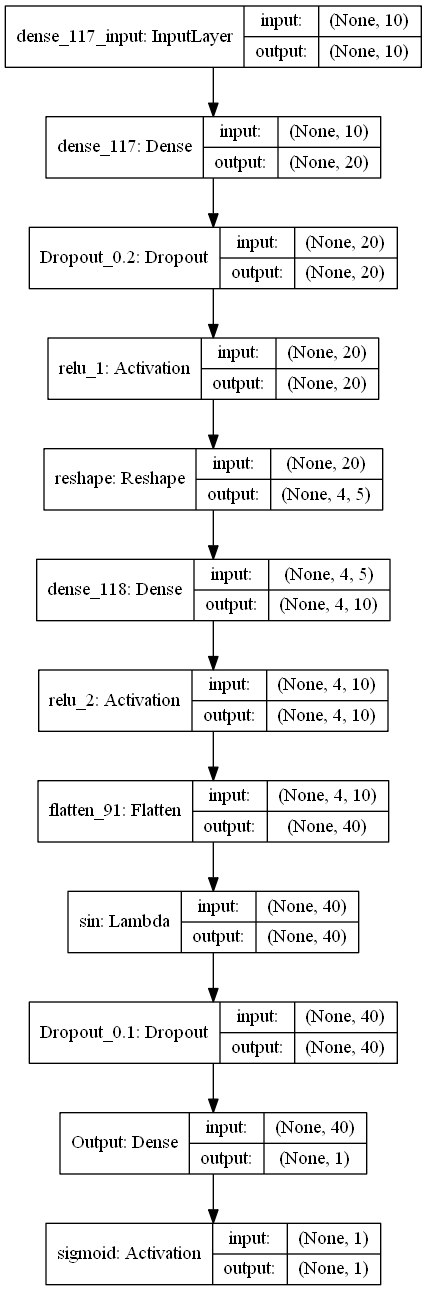 dense_117_input: InputLayer
input: (None, 10)
output: (None, 10)
dense_117: Dense
input: (None, 10)
output: (None, 20)
Dropout_0.2: Dropout
input: (None, 20)
output: (None, 20)
relu_1: Activation
input: (None, 20)
output: (None, 20)
reshape: Reshape
input: (None, 20)
output: (None, 4, 5)
dense_118: Dense
input: (None, 4, 5)
output: (None, 4, 10)
relu_2: Activation
input: (None, 4, 10)
output: (None, 4, 10)
flatten_91: Flatten
input: (None, 4, 10)
output: (None, 40)
sin: Lambda
input: (None, 40)
output: (None, 40)
Dropout_0.1: Dropout
input: (None, 40)
output: (None, 40)
Output: Dense
input: (None, 40)
output: (None, 1)
sigmoid: Activation
input: (None, 1)
output: (None, 1)